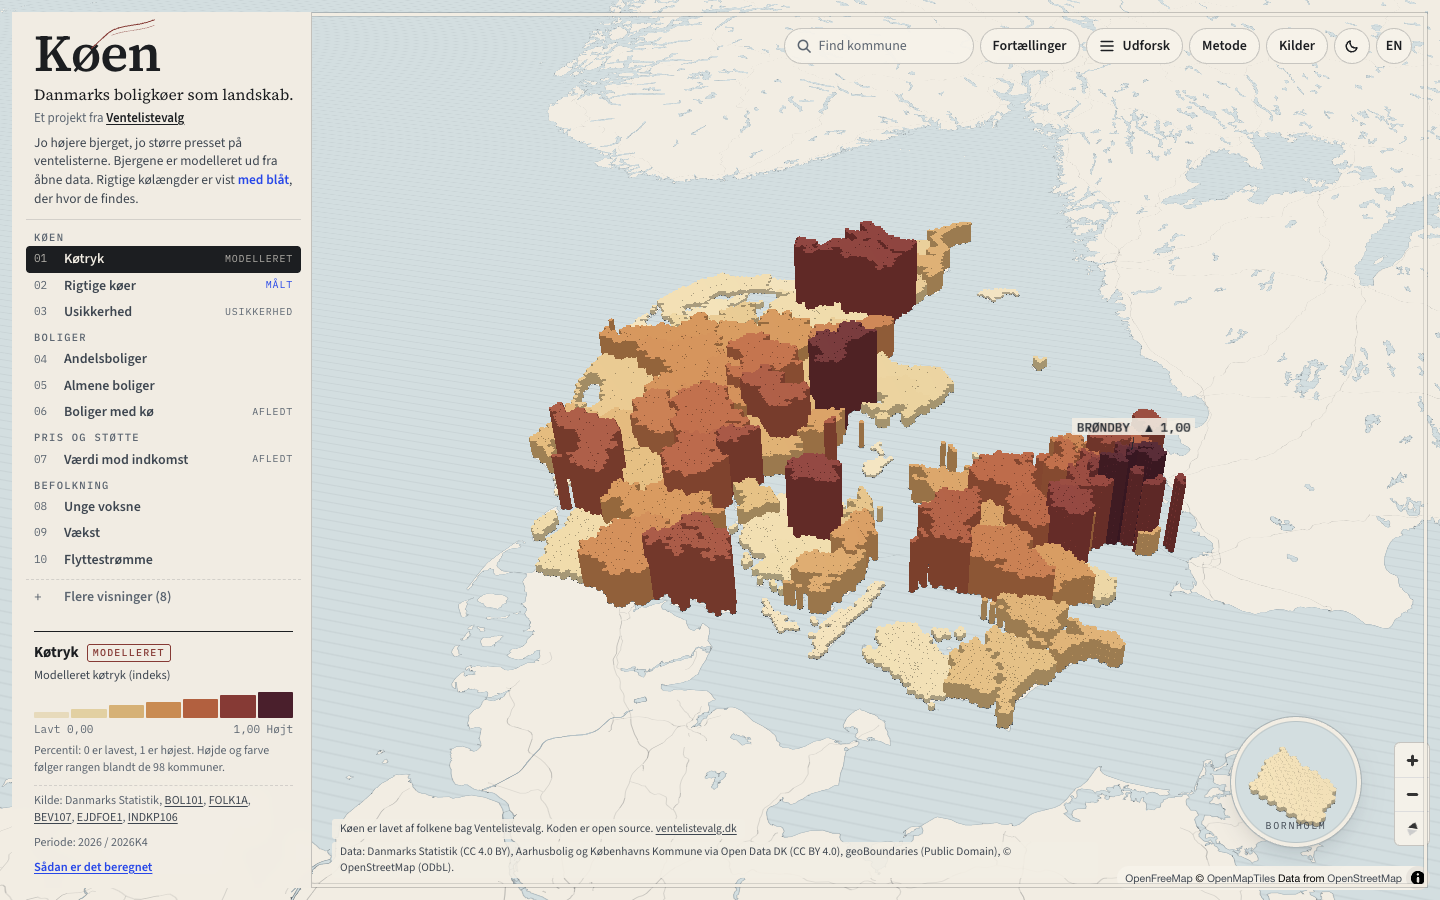 Køen
Danmarks boligkøer som landskab.
Et projekt fra Ventelistevalg
Jo højere bjerget, jo større presset på
ventelisterne. Bjergene er modelleret ud fra
åbne data. Rigtige kølængder er vist med blåt,
der hvor de findes.
KØEN
01 Køtryk MODELLERET
02 Rigtige køer MÅLT
03 Usikkerhed USIKKERHED
BOLIGER
04 Andelsboliger
05 Almene boliger
06 Boliger med kø AFLEDT
PRIS OG STØTTE
07 Værdi mod indkomst AFLEDT
BEFOLKNING
08 Unge voksne
09 Vækst
10 Flyttestrømme
+ Flere visninger (8)
Køtryk MODELLERET
Modelleret køtryk (indeks)
Lavt 0,00 1,00 Højt
Percentil: 0 er lavest, 1 er højest. Højde og farve
følger rangen blandt de 98 kommuner.
Kilde: Danmarks Statistik, BOL101, FOLK1A,
BEV107, EJDFOE1, INDKP106
Periode: 2026 / 2026K4
Sådan er det beregnet
Find kommune
Fortællinger
Udforsk
Metode
Kilder
EN
BRØNDBY ▲ 1,00
BORNHOLM
Køen er lavet af folkene bag Ventelistevalg. Koden er open source. ventelistevalg.dk
Data: Danmarks Statistik (CC 4.0 BY), Aarhusbolig og Københavns Kommune via Open Data DK (CC BY 4.0), geoBoundaries (Public Domain), ©
OpenStreetMap (ODbL).
OpenFreeMap © OpenMapTiles Data from OpenStreetMap